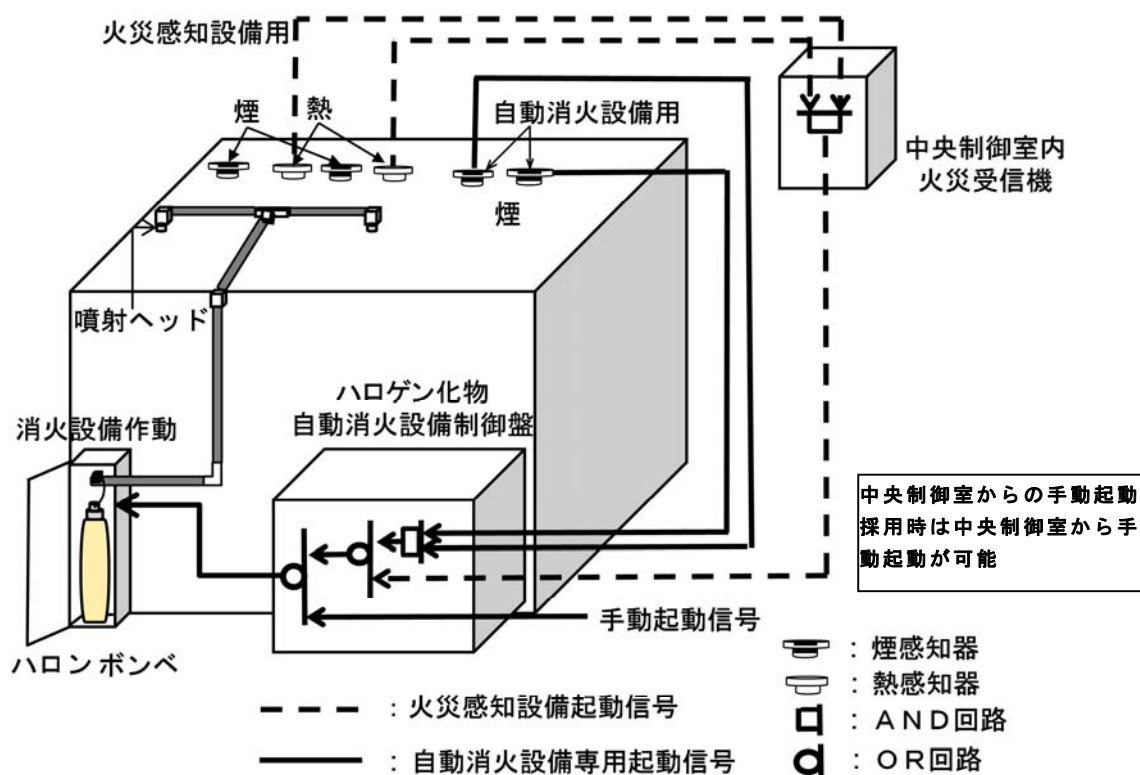 火災感知設備用
煙
熱
自動消火設備用
中央制御室内
火災受信機
煙
噴射ヘッド
ハロゲン化物
自動消火設備制御盤
消火設備作動
中央制御室からの手動起動
採用時は中央制御室から手
動起動が可能
手動起動信号
ハロンボンベ
：煙感知器
：熱感知器
：火災感知設備起動信号
：ＡＮＤ回路
：自動消火設備専用起動信号
：ＯＲ回路